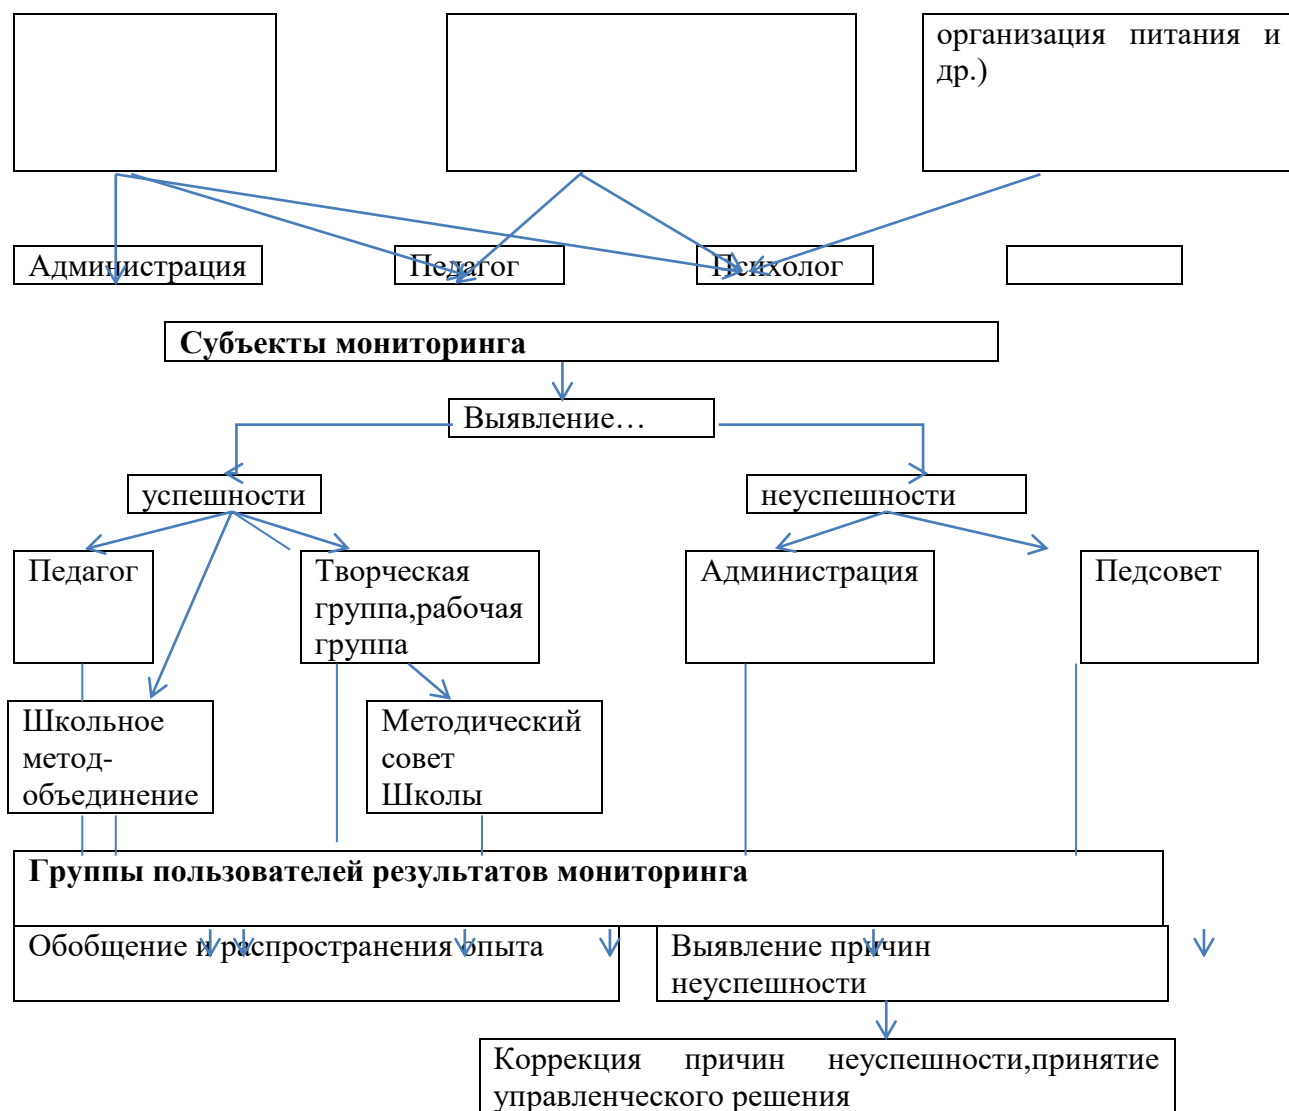 организация питания и
др.)
Администрация
Педагог
Психолог
Субъекты мониторинга
Выявление...
успешности
неуспешности
Педагог
Творческая
группа,рабочая
группа
Администрация
Педсовет
Школьное
метод-
объединение
Методический
совет
Школы
Группы пользователей результатов мониторинга
Обобщение и распространения опыта
Выявление причин
неуспешности
Коррекция причин неуспешности,принятие
управленческого решения